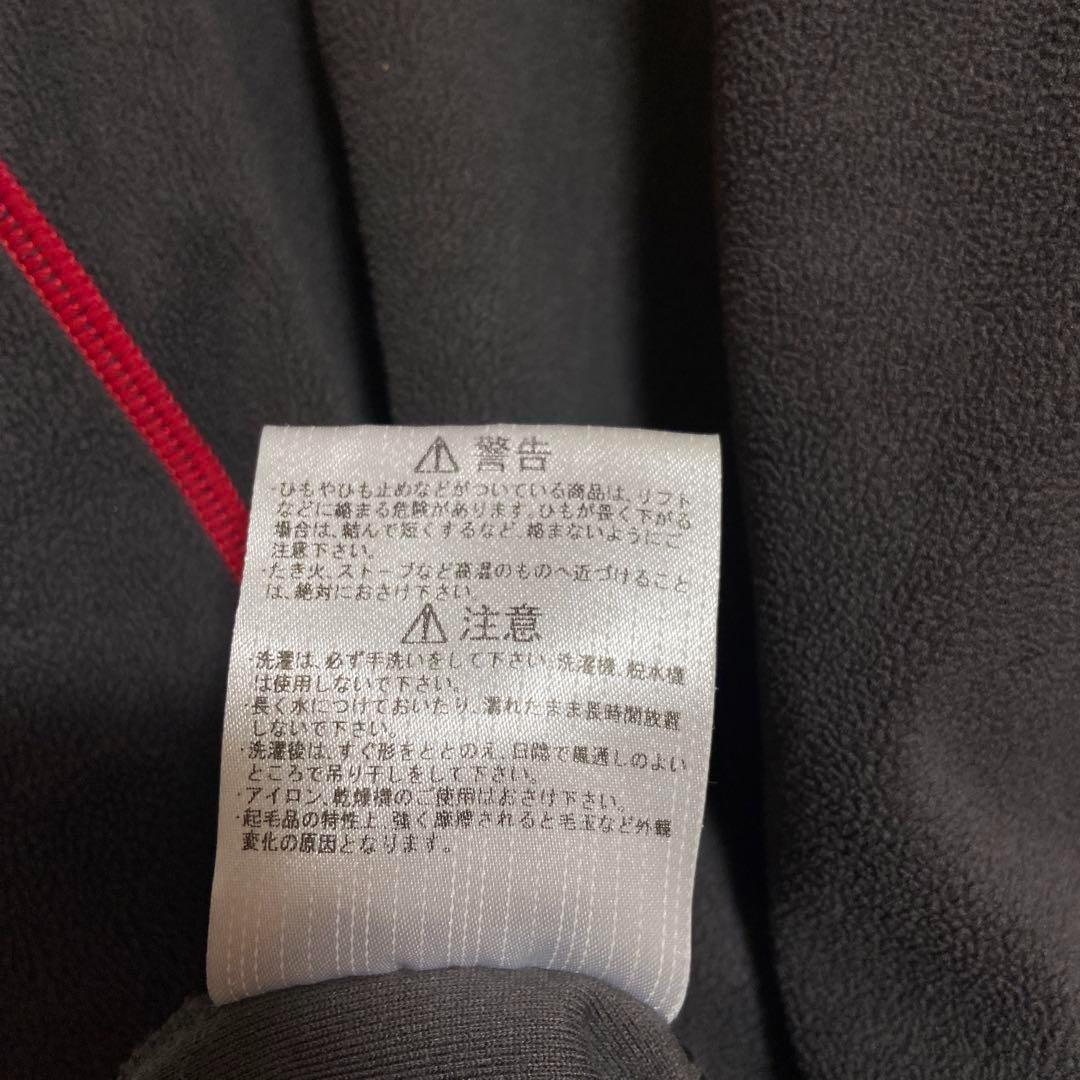 ⚠警告
・ひもやひも止めなどがついている商品は、リフト
などに絡まる危険があります。ひもが長く下がる
場合は、結んで短くするなど、絡まないようにご
注意下さい。
・たき火、ストーブなど高温のものへ近づけること
は、絶対におさけ下さい。
⚠注意
・洗濯は、必ず手洗いをして下さい。洗濯機、脱水機
は使用しないで下さい。
・長く水につけておいたり、濡れたまま長時間放置
しないで下さい。
・洗濯後は、すぐ形をととのえ、日陰で風通しのよい
ところで吊り干しをして下さい。
・アイロン、乾燥機のご使用はおさけ下さい。
・起毛品の特性上、強く摩擦されると毛玉など外観
変化の原因となります。